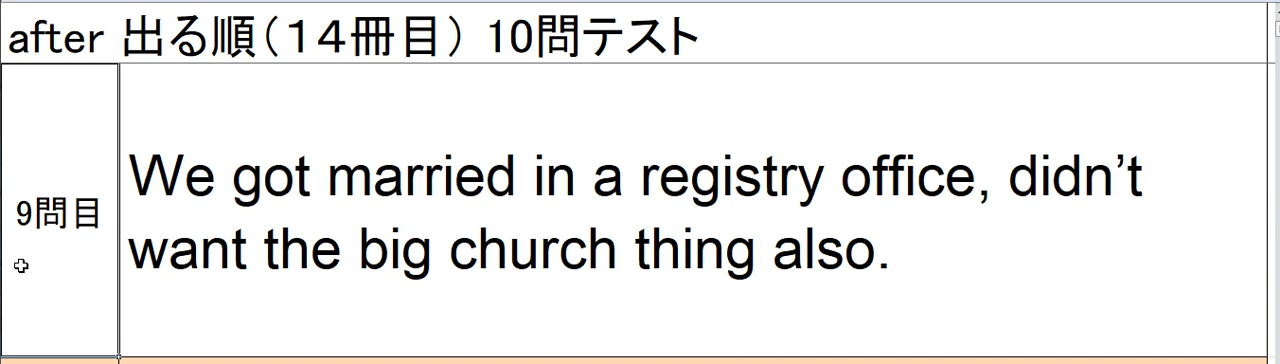 after 出る順（１４冊目） 10問テスト
We got married in a registry office, didn’t
9問目
want the big church thing also.